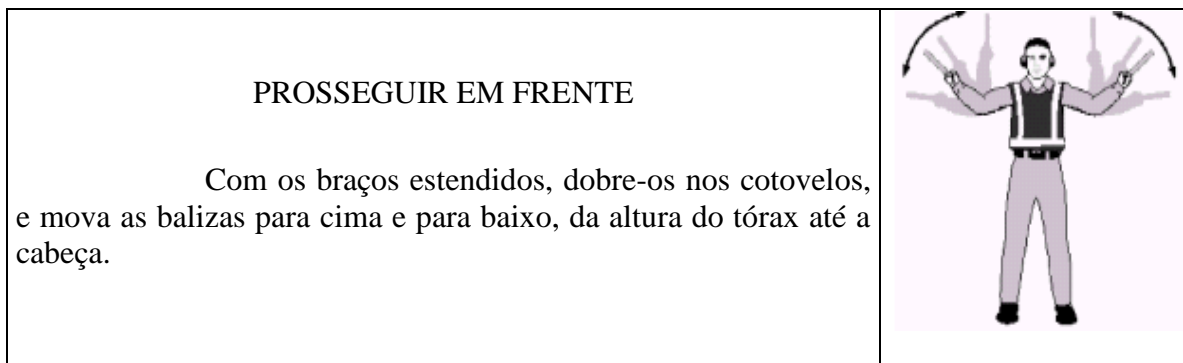 PROSSEGUIR EM FRENTE
Com os braços estendidos, dobre-os nos cotovelos,
e mova as balizas para cima e para baixo, da altura do tórax até a
cabeça.